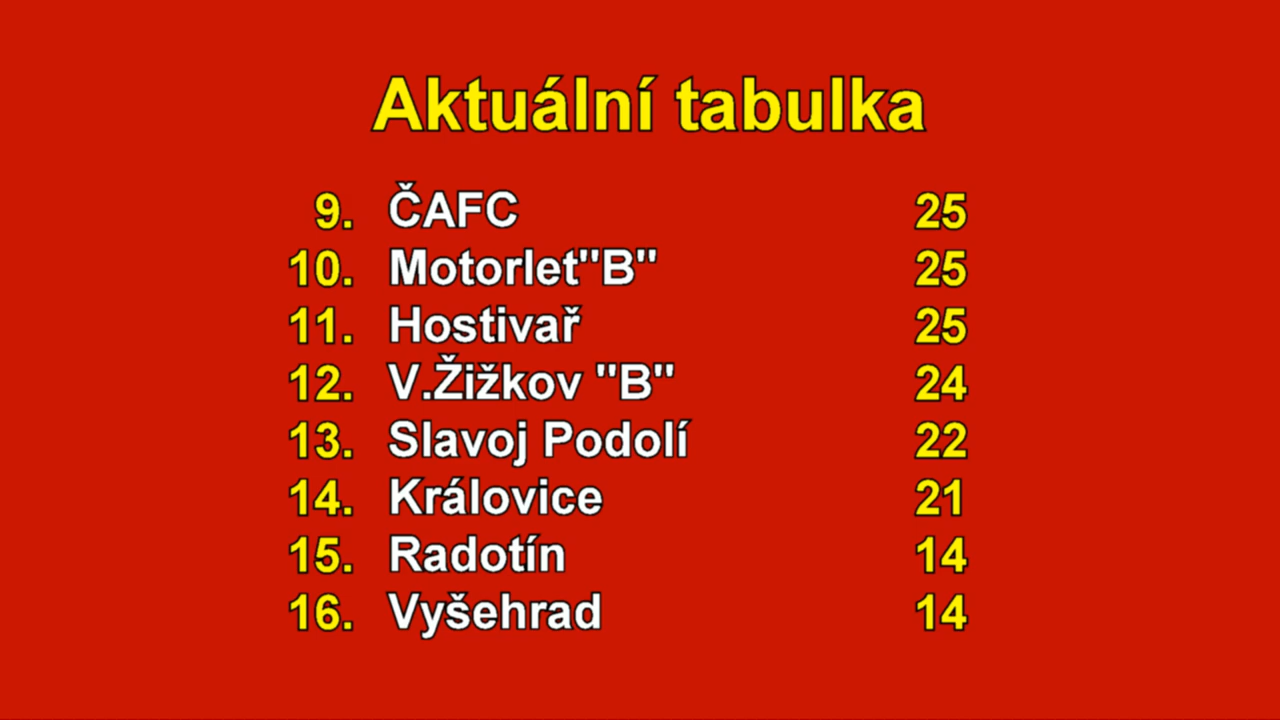 Aktuální tabulka
9. ČAFC 25
10. Motorlet"B" 25
11. Hostivař 25
12. V.Žižkov "B" 24
13. Slavoj Podolí 22
14. Královice 21
15. Radotín 14
16. Vyšehrad 14